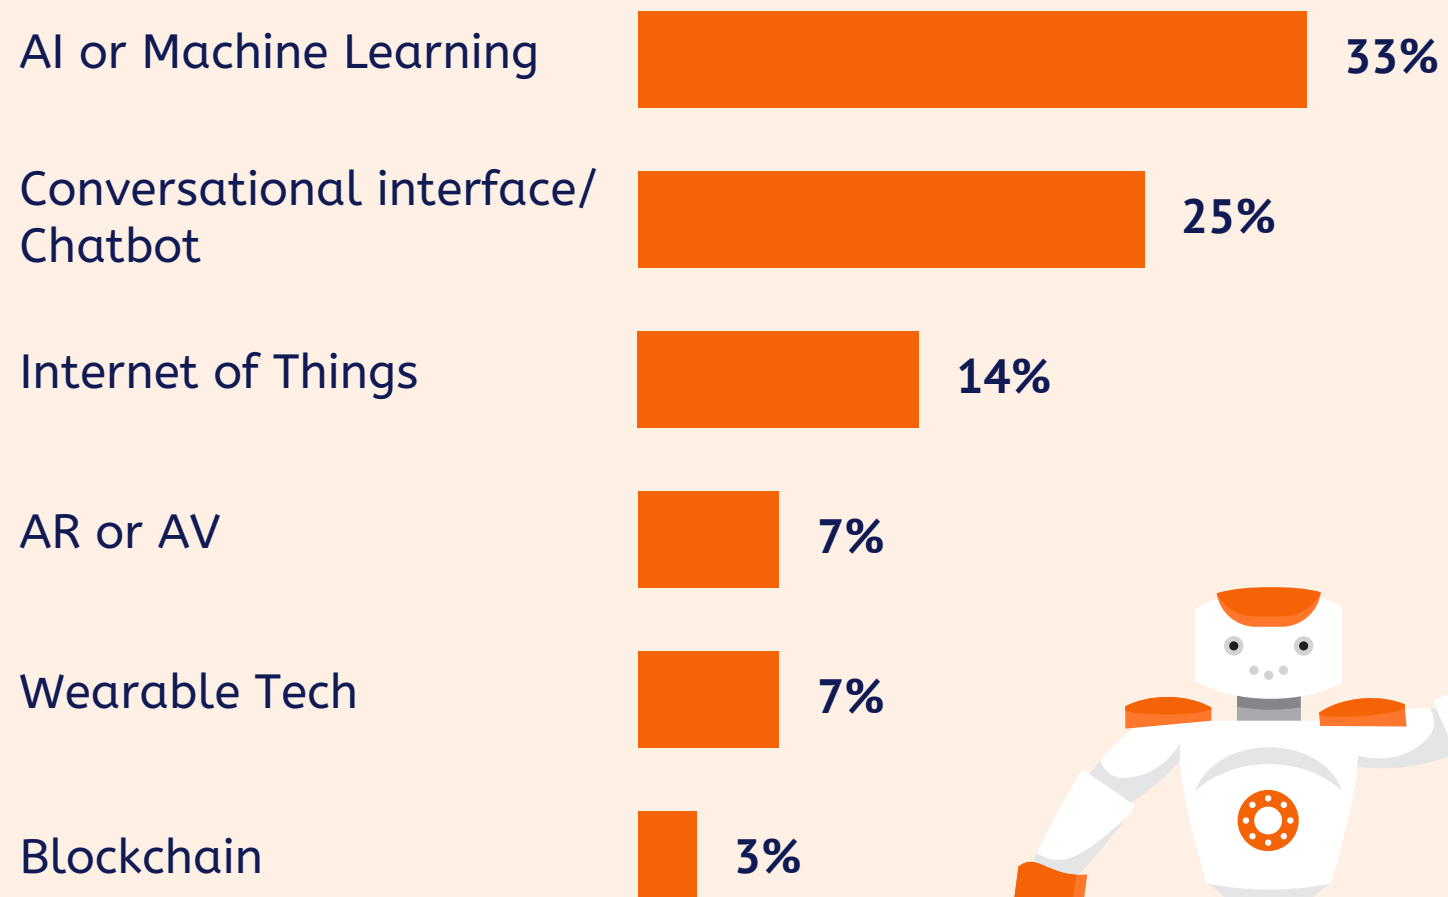 AI or Machine Learning 33%
Conversational interface/
Chatbot
25%
Internet of Things 14%
AR or AV 7%
Wearable Tech 7%
Blockchain 3%